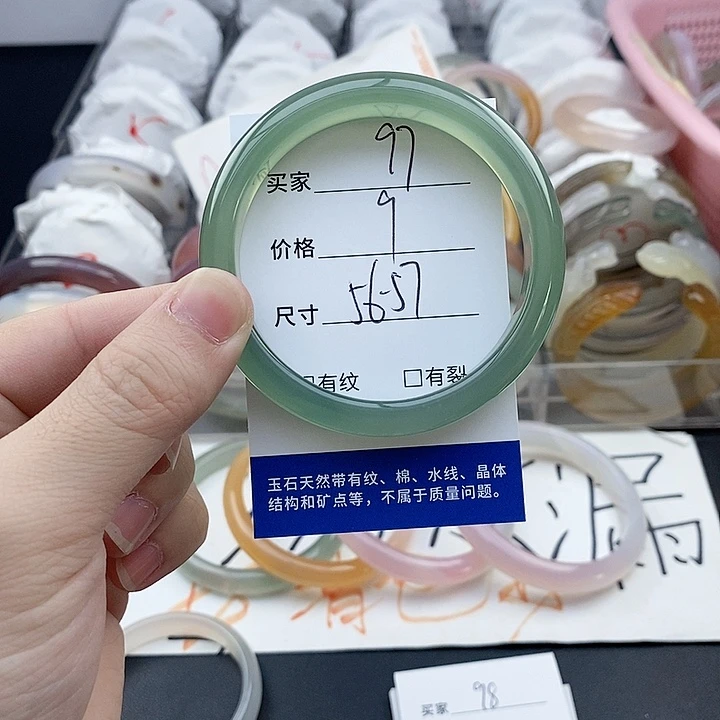 买家 97
价格 9
尺寸 56-57
有纹 □有裂
玉石天然带有纹、棉、水线、晶体
结构和矿点等，不属于质量问题。
漏
买家 98